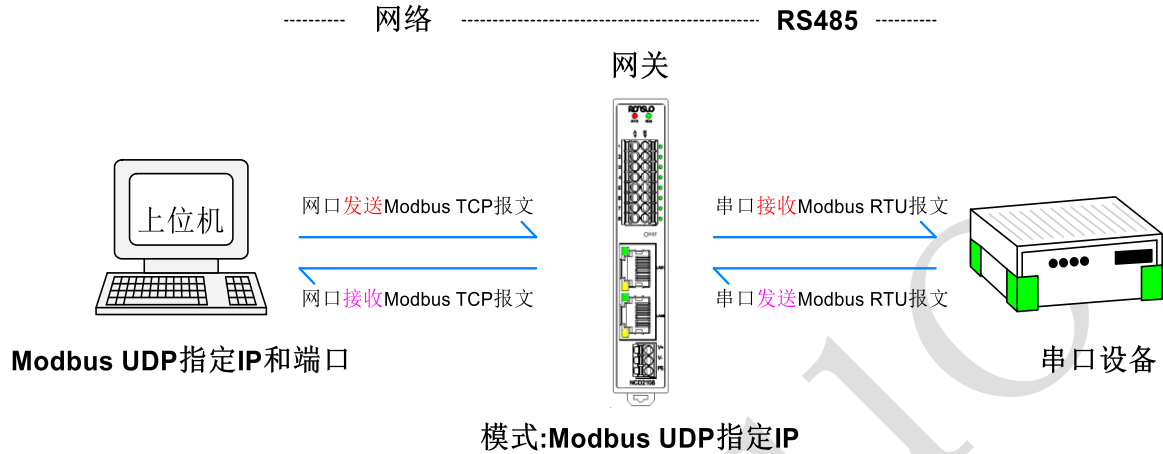 网络 RS485
网关
RONSLO
上位机
网口发送Modbus TCP报文
串口接收Modbus RTU报文
网口接收Modbus TCP报文
串口发送Modbus RTU报文
V+
V-
PE
NCD2108
Modbus UDP指定IP和端口
串口设备
模式:Modbus UDP指定IP